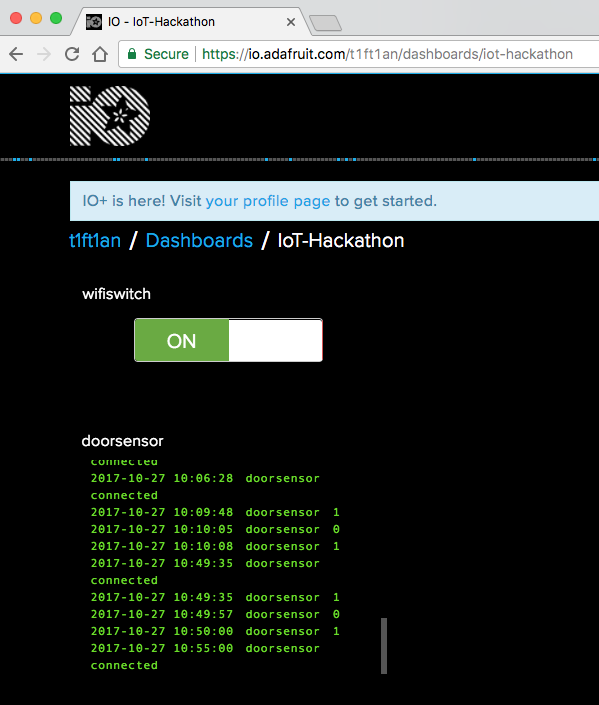 IO - IoT-Hackathon
Secure https://io.adafruit.com/t1ft1an/dashboards/iot-hackathon
IO
IO+ is here! Visit your profile page to get started.
t1ft1an / Dashboards / IoT-Hackathon
wifiswitch
ON
doorsensor
connected
2017-10-27 10:06:28 doorsensor
connected
2017-10-27 10:09:48 doorsensor 1
2017-10-27 10:10:05 doorsensor 0
2017-10-27 10:10:08 doorsensor 1
2017-10-27 10:49:35 doorsensor
connected
2017-10-27 10:49:35 doorsensor 1
2017-10-27 10:49:57 doorsensor 0
2017-10-27 10:50:00 doorsensor 1
2017-10-27 10:55:00 doorsensor
connected